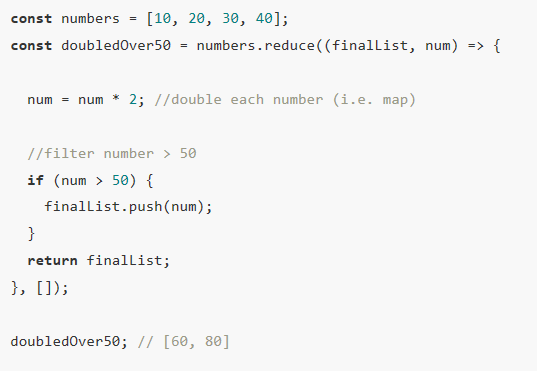 const numbers = [10, 20, 30, 40];
const doubledOver50 = numbers.reduce((finalList, num) => {
  num = num * 2; //double each number (i.e. map)
  //filter number > 50
  if (num > 50) {
    finalList.push(num);
  }
  return finalList;
}, []);
doubledOver50; // [60, 80]